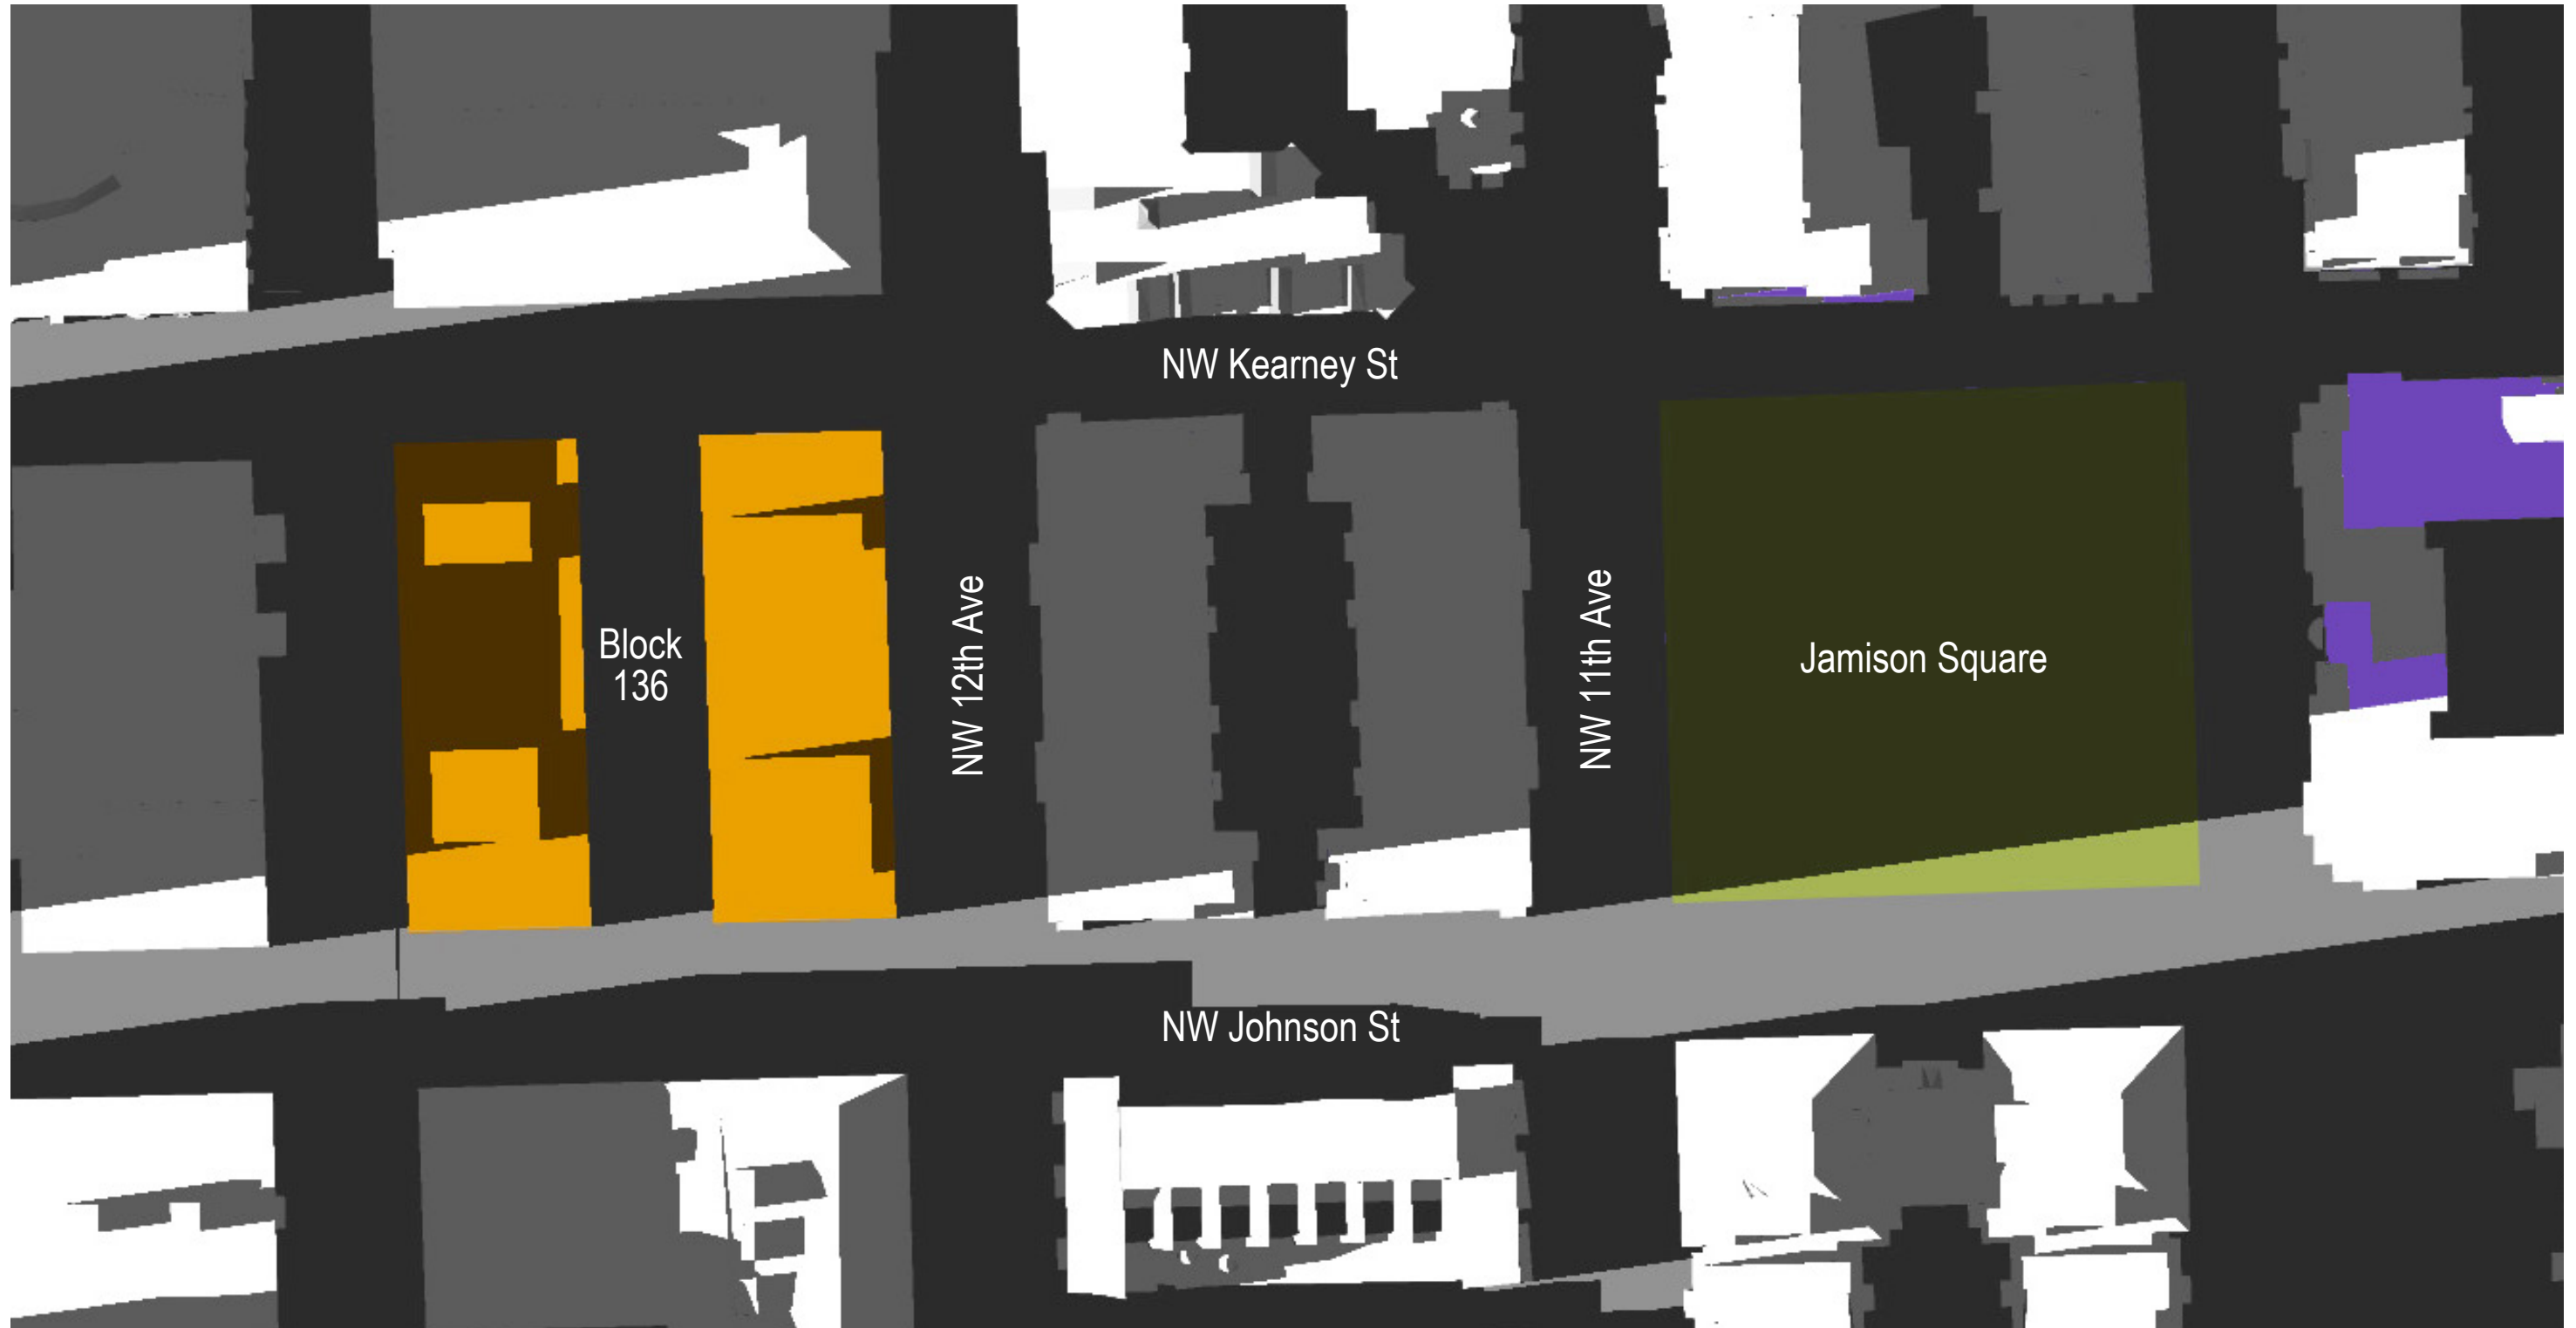 NW Kearney St
Block
136
NW 12th Ave
NW 11th Ave
Jamison Square
NW Johnson St